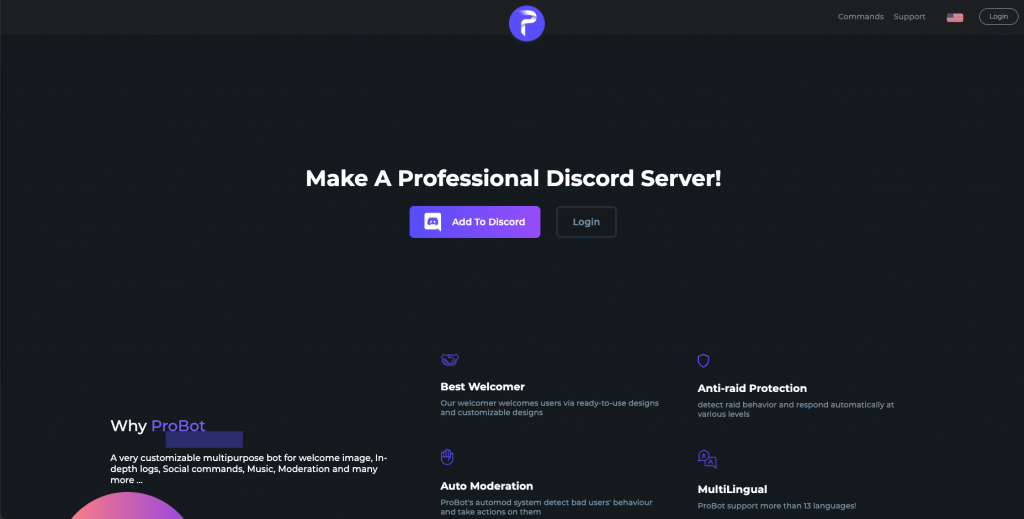 Commands Support Login
Make A Professional Discord Server!
Add To Discord Login
Why ProBot
A very customizable multipurpose bot for welcome image, In-
depth logs, Social commands, Music, Moderation and many
more ...
Best Welcomer
Our welcomer welcomes users via ready-to-use designs
and customizable designs
Anti-raid Protection
detect raid behavior and respond automatically at
various levels
Auto Moderation
ProBot's automod system detect bad users' behaviour
and take actions on them
MultiLingual
ProBot support more than 13 languages!